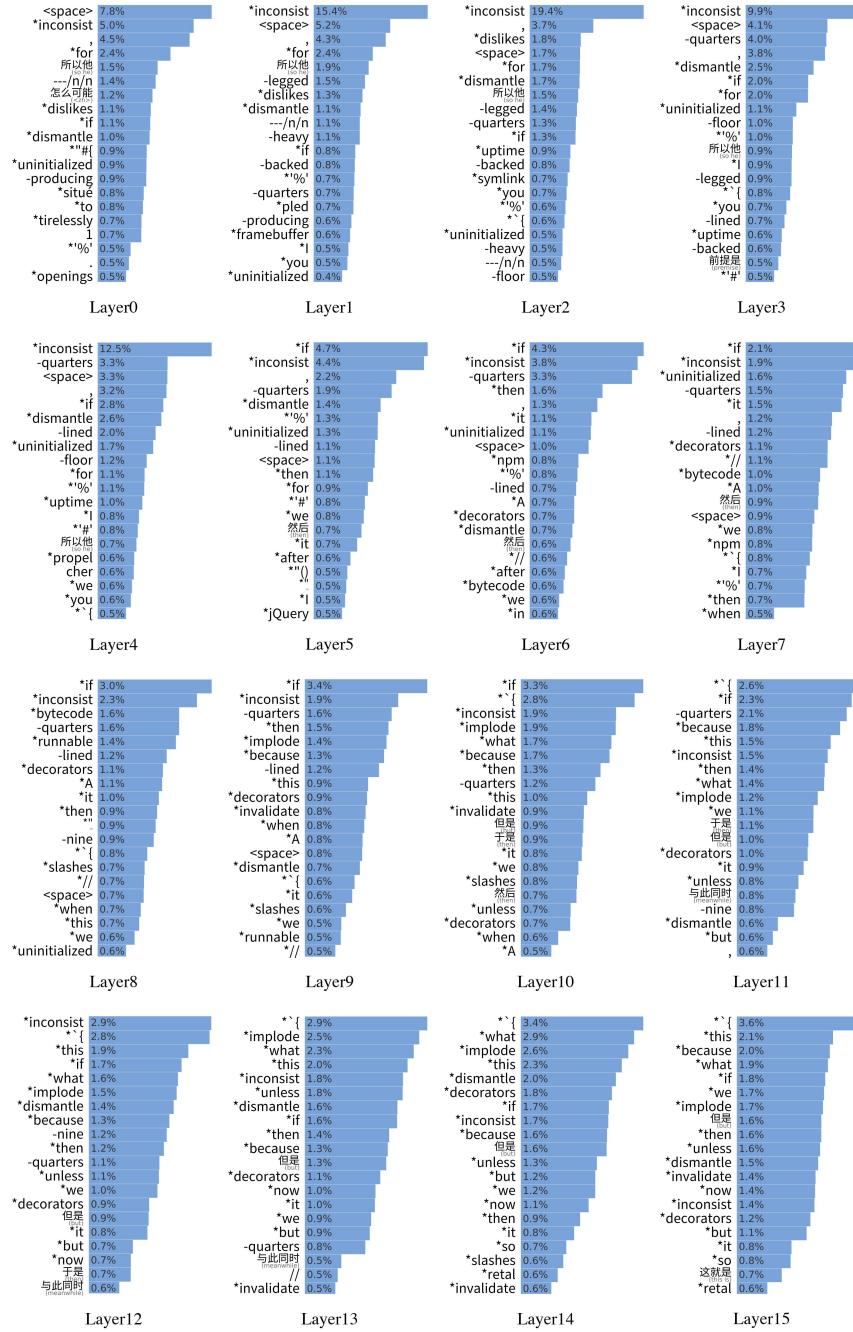 <space> 7.8%
*inconsist 5.0%
, 4.5%
*for 2.4%
所以他 (so he) 1.5%
---/n/n 1.4%
怎么可能 1.2%
*dislikes 1.1%
*if 1.1%
*dismantle 1.0%
*"#{ 0.9%
*uninitialized 0.9%
-producing 0.9%
*situé 0.8%
*to 0.8%
*tirelessly 0.7%
1 0.7%
*'%' 0.5%
. 0.5%
*openings 0.5%
Layer0
*inconsist 15.4%
<space> 5.2%
, 4.3%
*for 2.4%
所以他 (so he) 1.9%
-legged 1.5%
*dislikes 1.3%
*dismantle 1.1%
---/n/n 1.1%
-heavy 1.1%
*if 0.8%
-backed 0.8%
*'%' 0.7%
-quarters 0.7%
*pled 0.7%
-producing 0.6%
*framebuffer 0.6%
*I 0.5%
*you 0.5%
*uninitialized 0.4%
Layer1
*inconsist 19.4%
, 3.7%
*dislikes 1.8%
<space> 1.7%
*for 1.7%
*dismantle 1.7%
所以他 (so he) 1.5%
-legged 1.4%
-quarters 1.3%
*if 1.3%
*uptime 0.9%
-backed 0.8%
*symlink 0.7%
*you 0.7%
*'%' 0.6%
*`{ 0.6%
*uninitialized 0.5%
-heavy 0.5%
---/n/n 0.5%
-floor 0.5%
Layer2
*inconsist 9.9%
<space> 4.1%
-quarters 4.0%
, 3.8%
*dismantle 2.5%
*if 2.0%
*for 2.0%
*uninitialized 1.1%
-floor 1.0%
*'%' 1.0%
所以他 (so he) 0.9%
*I 0.9%
-legged 0.9%
*`{ 0.8%
*you 0.7%
-lined 0.7%
*uptime 0.6%
-backed 0.6%
前提是 (premise) 0.5%
*'#' 0.5%
Layer3
*inconsist 12.5%
-quarters 3.3%
<space> 3.3%
, 3.2%
*if 2.8%
*dismantle 2.6%
-lined 2.0%
*uninitialized 1.7%
-floor 1.2%
*for 1.1%
*'%' 1.1%
*uptime 1.0%
*I 0.8%
*'#' 0.8%
所以他 (so he) 0.7%
*propel 0.6%
cher 0.6%
*we 0.6%
*you 0.6%
*`{ 0.5%
Layer4
*if 4.7%
*inconsist 4.4%
, 2.2%
-quarters 1.9%
*dismantle 1.4%
*'%' 1.3%
*uninitialized 1.3%
-lined 1.1%
<space> 1.1%
*then 1.1%
*for 0.9%
*'#' 0.8%
*we 0.8%
然后 (then) 0.7%
*it 0.7%
*after 0.6%
*"() 0.5%
*" 0.5%
*I 0.5%
*jQuery 0.5%
Layer5
*if 4.3%
*inconsist 3.8%
-quarters 3.3%
*then 1.6%
, 1.3%
*it 1.1%
*uninitialized 1.1%
<space> 1.0%
*npm 0.8%
*'%' 0.8%
-lined 0.7%
*A 0.7%
*decorators 0.7%
*dismantle 0.7%
然后 (then) 0.6%
*// 0.6%
*after 0.6%
*bytecode 0.6%
*we 0.6%
*in 0.6%
Layer6
*if 2.1%
*inconsist 1.9%
*uninitialized 1.6%
-quarters 1.5%
*it 1.5%
, 1.2%
-lined 1.2%
*decorators 1.1%
*// 1.1%
*bytecode 1.0%
*A 1.0%
然后 (then) 0.9%
<space> 0.9%
*we 0.8%
*npm 0.8%
*`{ 0.8%
*I 0.7%
*'%' 0.7%
*then 0.7%
*when 0.5%
Layer7
*if 3.0%
*inconsist 2.3%
*bytecode 1.6%
-quarters 1.6%
*runnable 1.4%
-lined 1.2%
*decorators 1.1%
*A 1.1%
*it 1.0%
*then 0.9%
*" 0.9%
-nine 0.9%
*`{ 0.8%
*slashes 0.7%
*// 0.7%
<space> 0.7%
*when 0.7%
*this 0.7%
*we 0.6%
*uninitialized 0.6%
Layer8
*if 3.4%
*inconsist 1.9%
-quarters 1.6%
*then 1.5%
*implode 1.4%
*because 1.3%
-lined 1.2%
*this 0.9%
*decorators 0.9%
*invalidate 0.8%
*when 0.8%
*A 0.8%
<space> 0.8%
*dismantle 0.7%
*`{ 0.6%
*it 0.6%
*slashes 0.6%
*we 0.5%
*runnable 0.5%
*// 0.5%
Layer9
*if 3.3%
*`{ 2.8%
*inconsist 1.9%
*implode 1.9%
*what 1.7%
*because 1.7%
*then 1.3%
-quarters 1.2%
*this 1.0%
*invalidate 0.9%
但是 (but) 0.9%
于是 (then) 0.9%
*it 0.8%
*we 0.8%
*slashes 0.8%
然后 (then) 0.7%
*unless 0.7%
*decorators 0.7%
*when 0.6%
*A 0.5%
Layer10
*`{ 2.6%
*if 2.3%
-quarters 2.1%
*because 1.8%
*this 1.5%
*inconsist 1.5%
*then 1.4%
*what 1.4%
*implode 1.2%
*we 1.1%
于是 (then) 1.1%
但是 (but) 1.0%
*decorators 1.0%
*it 0.9%
*unless 0.8%
与此同时 (meanwhile) 0.8%
-nine 0.8%
*dismantle 0.6%
*but 0.6%
, 0.6%
Layer11
*inconsist 2.9%
*`{ 2.8%
*this 1.9%
*if 1.7%
*what 1.6%
*implode 1.5%
*dismantle 1.4%
*because 1.3%
-nine 1.2%
*then 1.2%
-quarters 1.1%
*unless 1.1%
*we 1.0%
*decorators 0.9%
但是 (but) 0.9%
*it 0.8%
*but 0.7%
*now 0.7%
于是 (then) 0.7%
与此同时 (meanwhile) 0.6%
Layer12
*`{ 2.9%
*implode 2.5%
*what 2.3%
*this 2.0%
*inconsist 1.8%
*unless 1.8%
*dismantle 1.6%
*if 1.6%
*then 1.4%
*because 1.3%
但是 (but) 1.3%
*decorators 1.1%
*now 1.0%
*it 1.0%
*we 0.9%
*but 0.9%
-quarters 0.8%
与此同时 (meanwhile) 0.5%
// 0.5%
*invalidate 0.5%
Layer13
*`{ 3.4%
*what 2.9%
*implode 2.6%
*this 2.3%
*dismantle 2.0%
*decorators 1.8%
*if 1.7%
*inconsist 1.7%
*because 1.6%
但是 (but) 1.6%
*unless 1.3%
*but 1.2%
*we 1.2%
*now 1.1%
*then 0.9%
*it 0.8%
*so 0.7%
*slashes 0.6%
*retal 0.6%
*invalidate 0.6%
Layer14
*`{ 3.6%
*this 2.1%
*because 2.0%
*what 1.9%
*if 1.8%
*we 1.7%
*implode 1.7%
但是 (but) 1.6%
*then 1.6%
*unless 1.6%
*dismantle 1.5%
*invalidate 1.4%
*now 1.4%
*inconsist 1.4%
*decorators 1.2%
*but 1.1%
*it 0.8%
*so 0.8%
这就是 (this is) 0.7%
*retal 0.6%
Layer15